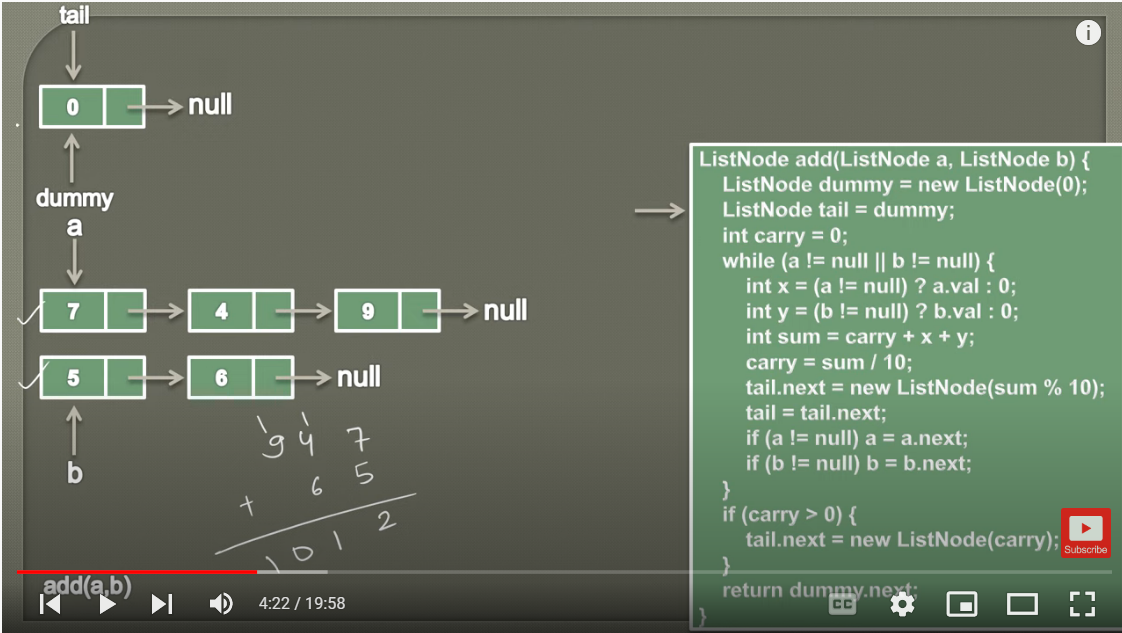 tail
0 null
dummy
a
7 4 9 null
5 6 null
b
1 1
9 4 7
+ 6 5
1 0 1 2
add(a,b)
ListNode add(ListNode a, ListNode b) {
ListNode dummy = new ListNode(0);
ListNode tail = dummy;
int carry = 0;
while (a != null || b != null) {
int x = (a != null) ? a.val : 0;
int y = (b != null) ? b.val : 0;
int sum = carry + x + y;
carry = sum / 10;
tail.next = new ListNode(sum % 10);
tail = tail.next;
if (a != null) a = a.next;
if (b != null) b = b.next;
}
if (carry > 0) {
tail.next = new ListNode(carry);
}
return dummy.next;
}
i
Subscribe
4:22 / 19:58
CC